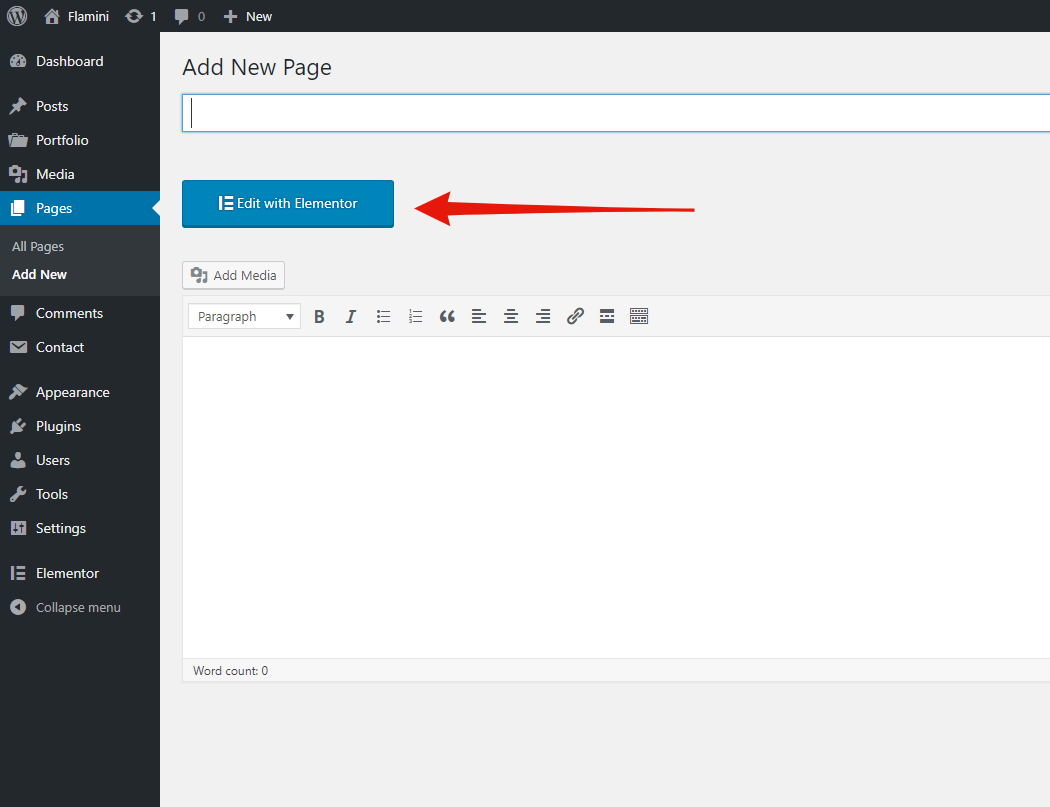 Flamini 1 0 New
Dashboard
Posts
Portfolio
Media
Pages
All Pages
Add New
Comments
Contact
Appearance
Plugins
Users
Tools
Settings
Elementor
Collapse menu
Add New Page
Edit with Elementor
Add Media
Paragraph
Word count: 0